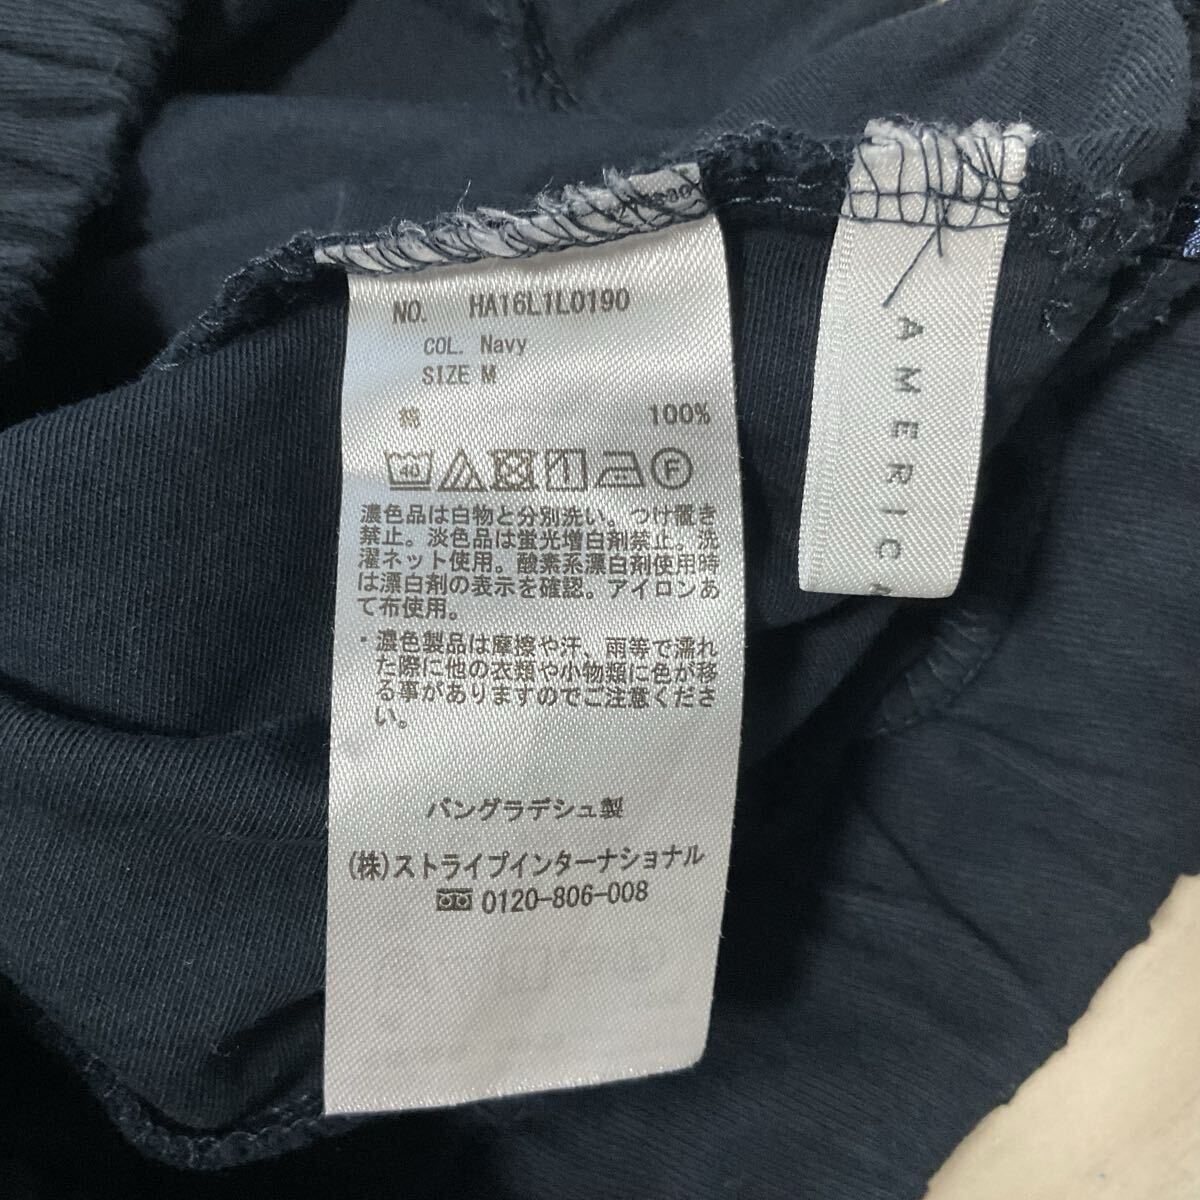 NO. HA16L1L0190
COL. Navy
SIZE M
綿 100%
40
F
濃色品は白物と分別洗い。つけ置き
禁止。淡色品は蛍光増白剤禁止。洗
濯ネット使用。酸素系漂白剤使用時
は漂白剤の表示を確認。アイロンあ
て布使用。
・濃色製品は摩擦や汗、雨等で濡れ
た際に他の衣類や小物類に色が移
る事がありますのでご注意くださ
い。
バングラデシュ製
(株)ストライプインターナショナル
0120-806-008
AMERICA